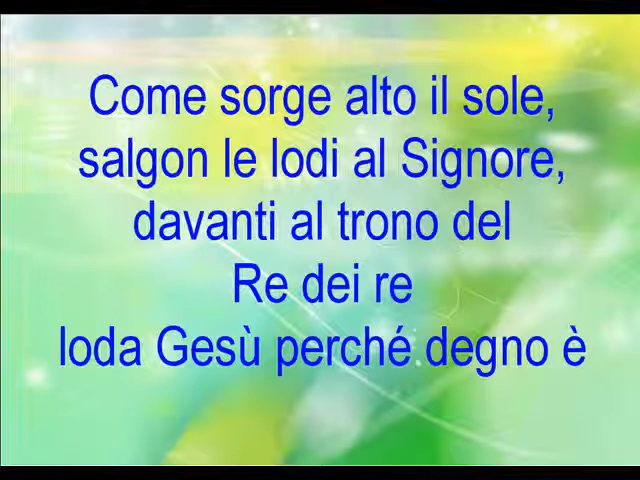 Come sorge alto il sole,
salgon le lodi al Signore,
davanti al trono del
Re dei re
loda Gesù perché degno è